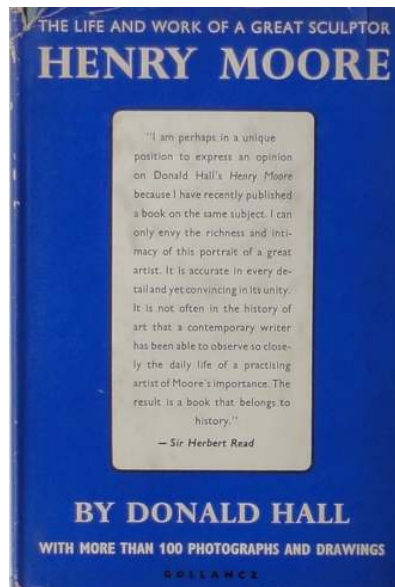 THE LIFE AND WORK OF A GREAT SCULPTOR
HENRY MOORE
"I am perhaps in a unique
position to express an opinion
on Donald Hall's Henry Moore
because I have recently published
a book on the same subject. I can
only envy the richness and inti-
macy of this portrait of a great
artist. It is accurate in every de-
tail and yet convincing in its unity.
It is not often in the history of
art that a contemporary writer
has been able to observe so close-
ly the daily life of a practising
artist of Moore's importance. The
result is a book that belongs to
history."
— Sir Herbert Read
BY DONALD HALL
WITH MORE THAN 100 PHOTOGRAPHS AND DRAWINGS
GOLLANCZ